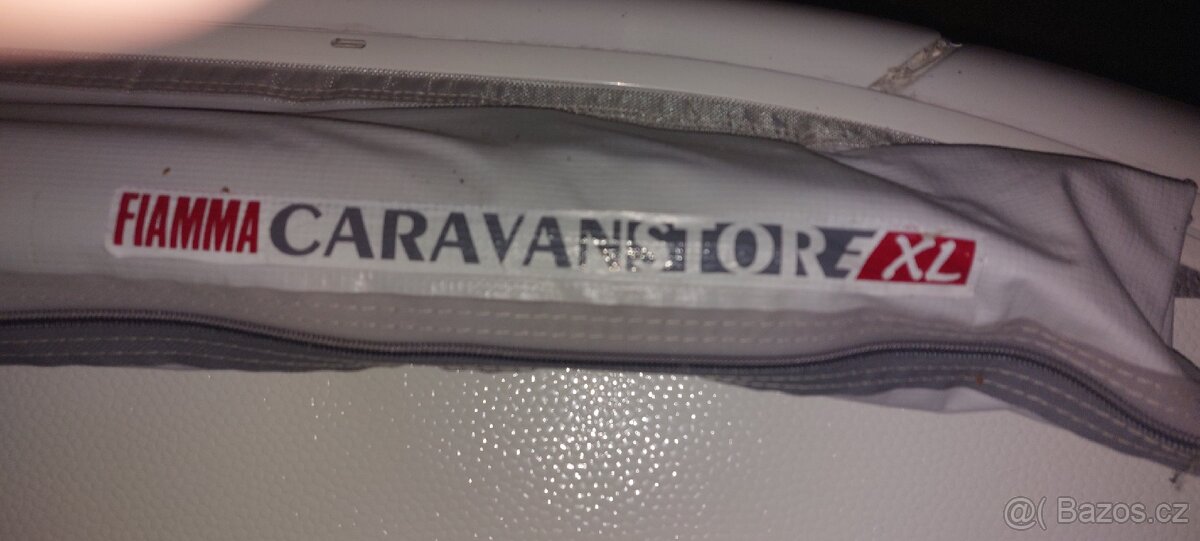 FIAMMA CARAVANSTORE XL
@( Bazos.cz